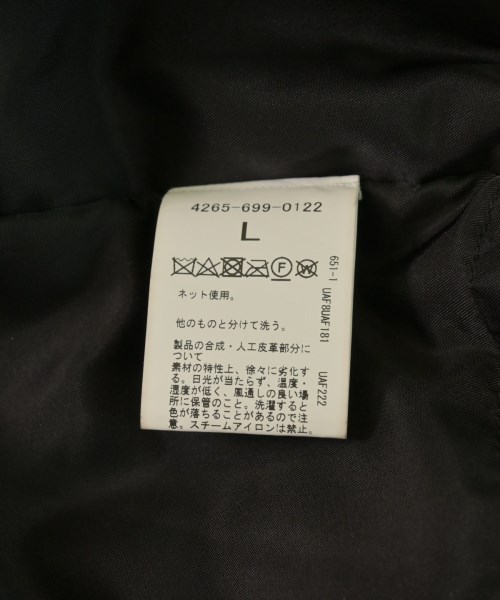 4265-699-0122
L
F
W
ネット使用。
他のものと分けて洗う。
製品の合成・人工皮革部分に
ついて
素材の特性上、徐々に劣化す
る。日光が当たらず、温度・
湿度が低く、風通しの良い場
所に保管のこと。洗濯すると
色が落ちることがあるので注
意。スチームアイロンは禁止。
651-1 UAF8UAF181 UAF222